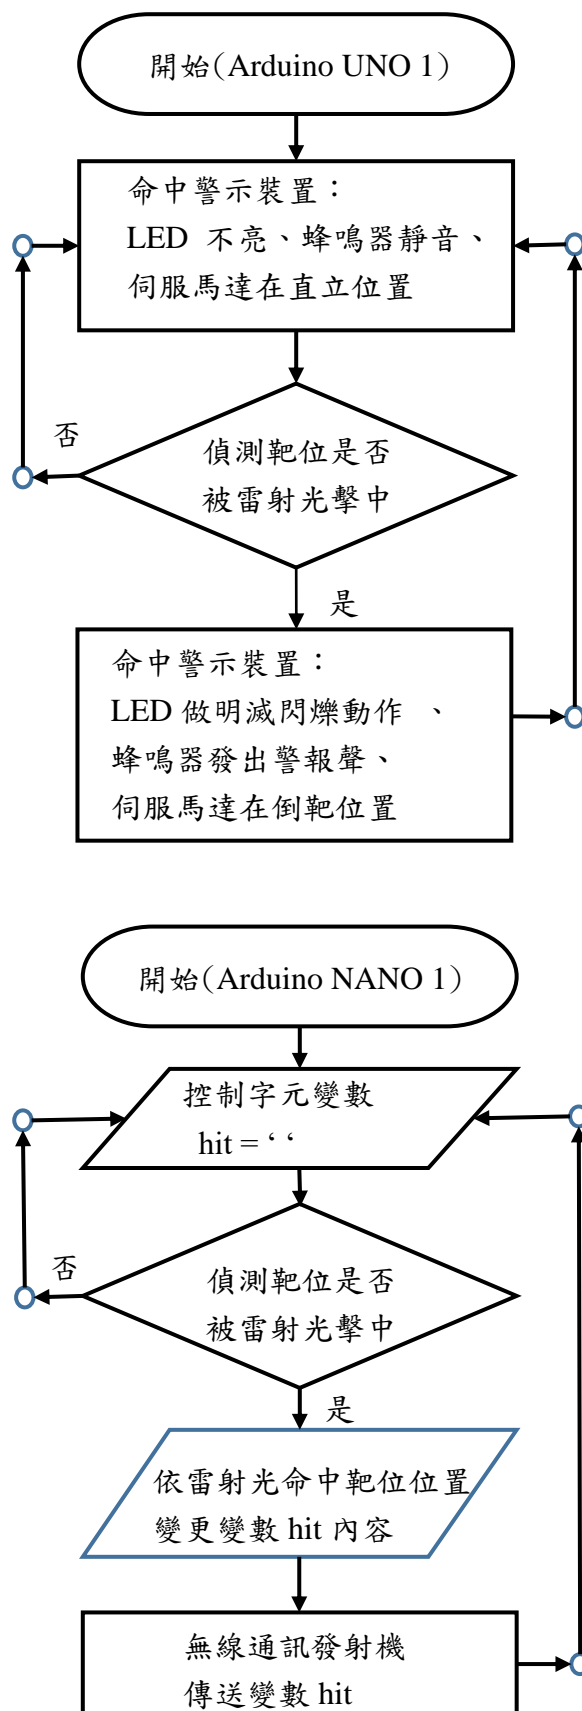 開始(Arduino UNO 1)
命中警示裝置：
LED 不亮、蜂鳴器靜音、
伺服馬達在直立位置
否
偵測靶位是否
被雷射光擊中
是
命中警示裝置：
LED 做明滅閃爍動作 、
蜂鳴器發出警報聲、
伺服馬達在倒靶位置
開始(Arduino NANO 1)
控制字元變數
hit = ‘ ‘
否
偵測靶位是否
被雷射光擊中
是
依雷射光命中靶位位置
變更變數 hit 內容
無線通訊發射機
傳送變數 hit